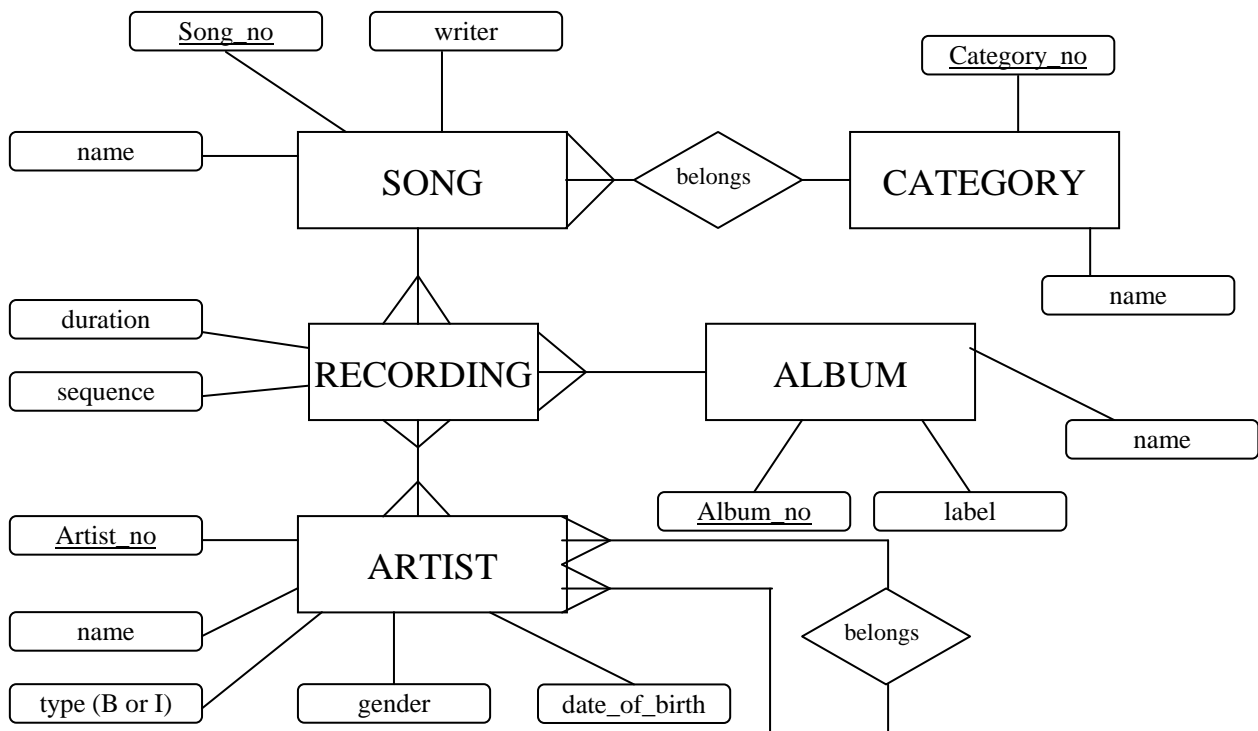 Song_no
writer
Category_no
name
SONG
belongs
CATEGORY
name
duration
RECORDING
ALBUM
sequence
name
Album_no
label
Artist_no
ARTIST
name
belongs
type (B or I)
gender
date_of_birth